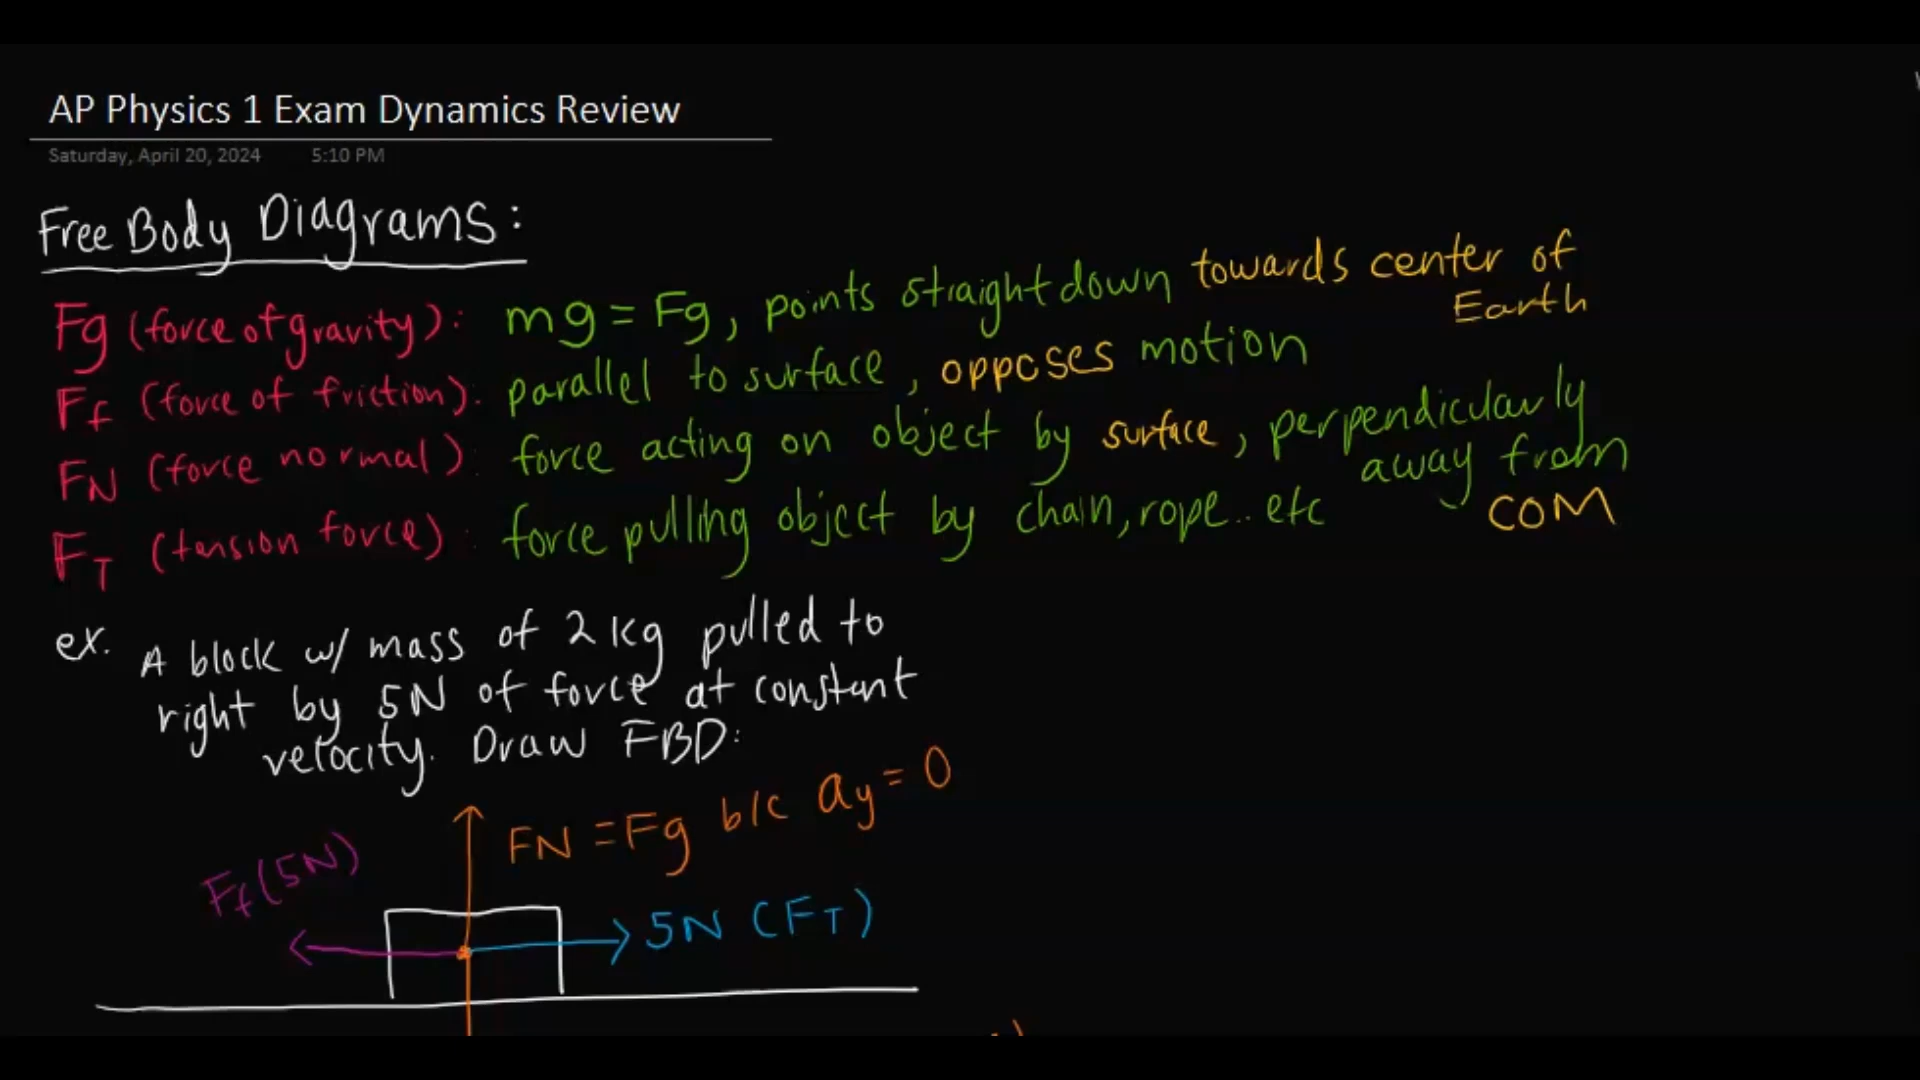 AP Physics 1 Exam Dynamics Review
Saturday, April 20, 2024 5:10 PM
Free Body Diagrams:
Fg (force of gravity): mg = Fg, points straight down towards center of Earth
Ff (force of friction): parallel to surface, opposes motion
FN (force normal): force acting on object by surface, perpendicularly away from COM
FT (tension force): force pulling object by chain, rope.. etc
ex. A block w/ mass of 2kg pulled to
right by 5N of force at constant
velocity. Draw FBD:
FN = Fg b/c ay = 0
Ff (5N)
5N (FT)